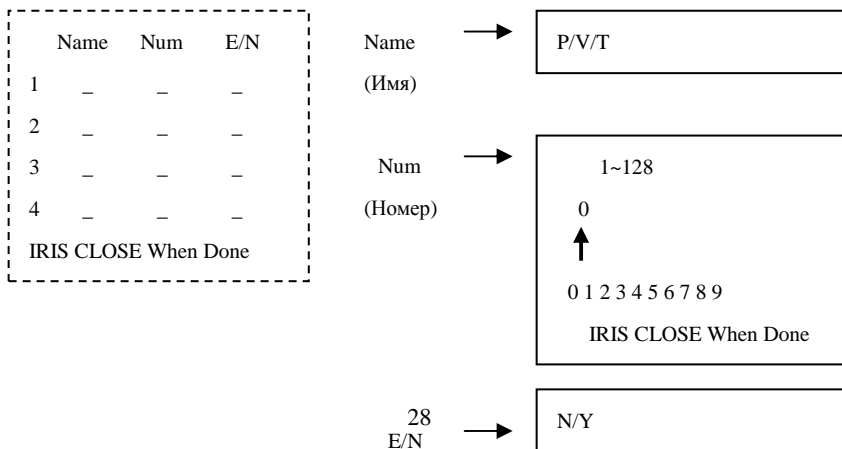 Name Num E/N
1 _ _ _
2 _ _ _
3 _ _ _
4 _ _ _
IRIS CLOSE When Done
Name
(Имя)
P/V/T
Num
(Номер)
1~128
0
0 1 2 3 4 5 6 7 8 9
IRIS CLOSE When Done
28
E/N
N/Y